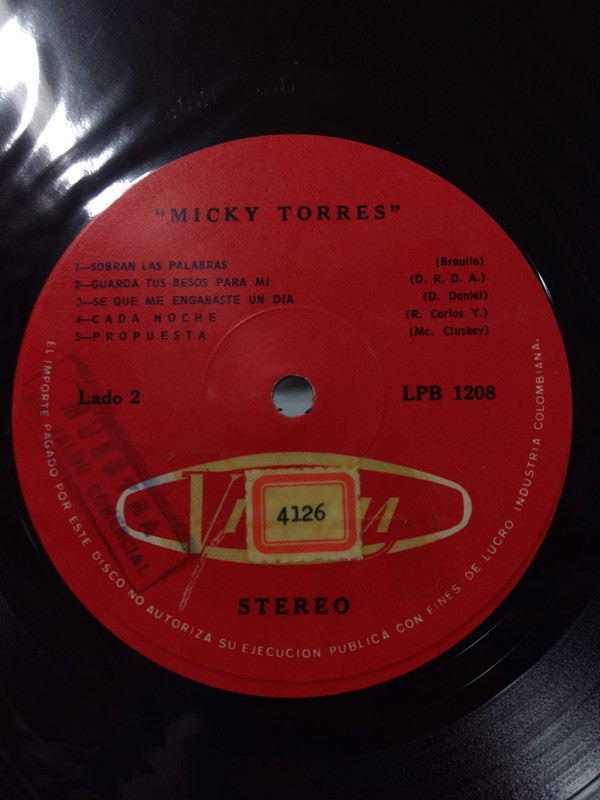 "MICKY TORRES"
1—SOBRAN LAS PALABRAS (Braulio)
2—GUARDA TUS BESOS PARA MI (D. R. D. A.)
3—SE QUE ME ENGAÑASTE UN DIA (D. Daniel)
4—CADA NOCHE (R. Carlos Y.)
5—PROPUESTA (Mc. Cluskey)
Lado 2
LPB 1208
MUESTRA
COMERCIAL
4126
STEREO
EL IMPORTE PAGADO POR ESTE DISCO NO AUTORIZA SU EJECUCION PUBLICA CON FINES DE LUCRO INDUSTRIA COLOMBIANA.